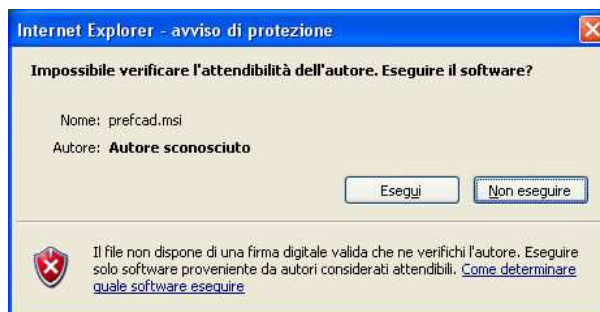 Internet Explorer - avviso di protezione
Impossibile verificare l'attendibilità dell'autore. Eseguire il software?
Nome: prefcad.msi
Autore: Autore sconosciuto
Esegui
Non eseguire
Il file non dispone di una firma digitale valida che ne verifichi l'autore. Eseguire
solo software proveniente da autori considerati attendibili. Come determinare
quale software eseguire